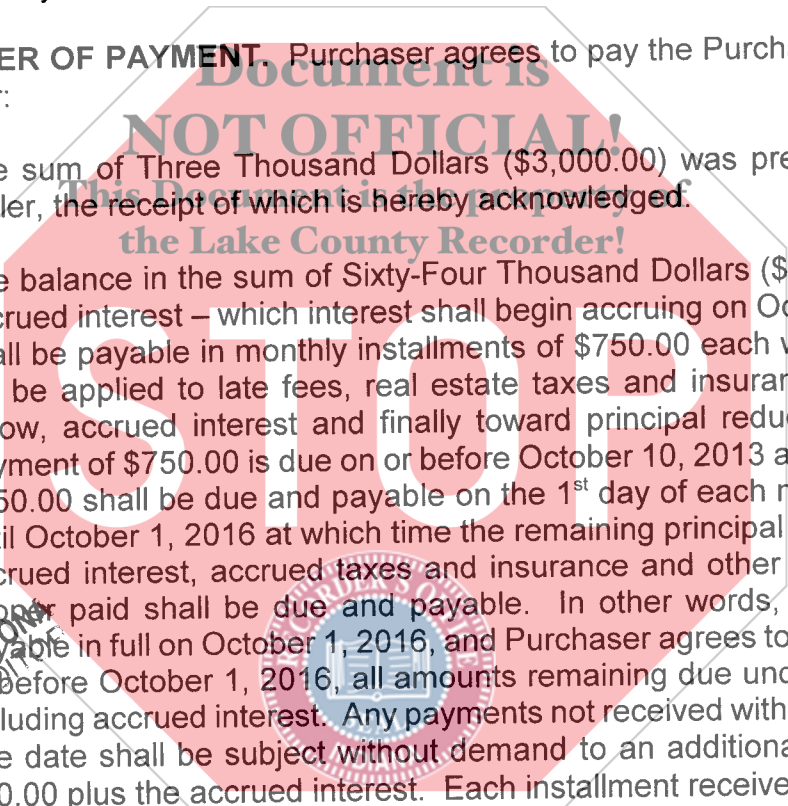 ER OF PAYMENT. Purchaser agrees to pay the Purch
r:
Document is
NOT OFFICIAL!
e sum of Three Thousand Dollars ($3,000.00) was pre
This Document is the property of
ler, the receipt of which is hereby acknowledged.
the Lake County Recorder!
e balance in the sum of Sixty-Four Thousand Dollars ($
crued interest – which interest shall begin accruing on Oc
all be payable in monthly installments of $750.00 each v
be applied to late fees, real estate taxes and insuran
ow, accrued interest and finally toward principal redu
yment of $750.00 is due on or before October 10, 2013 a
50.00 shall be due and payable on the 1st day of each m
il October 1, 2016 at which time the remaining principal
crued interest, accrued taxes and insurance and other
paid shall be due and payable. In other words,
yable in full on October 1, 2016, and Purchaser agrees to
before October 1, 2016, all amounts remaining due und
luding accrued interest. Any payments not received with
e date shall be subject without demand to an additiona
0.00 plus the accrued interest. Each installment receive
STOP
RECORDER'S OFFICE